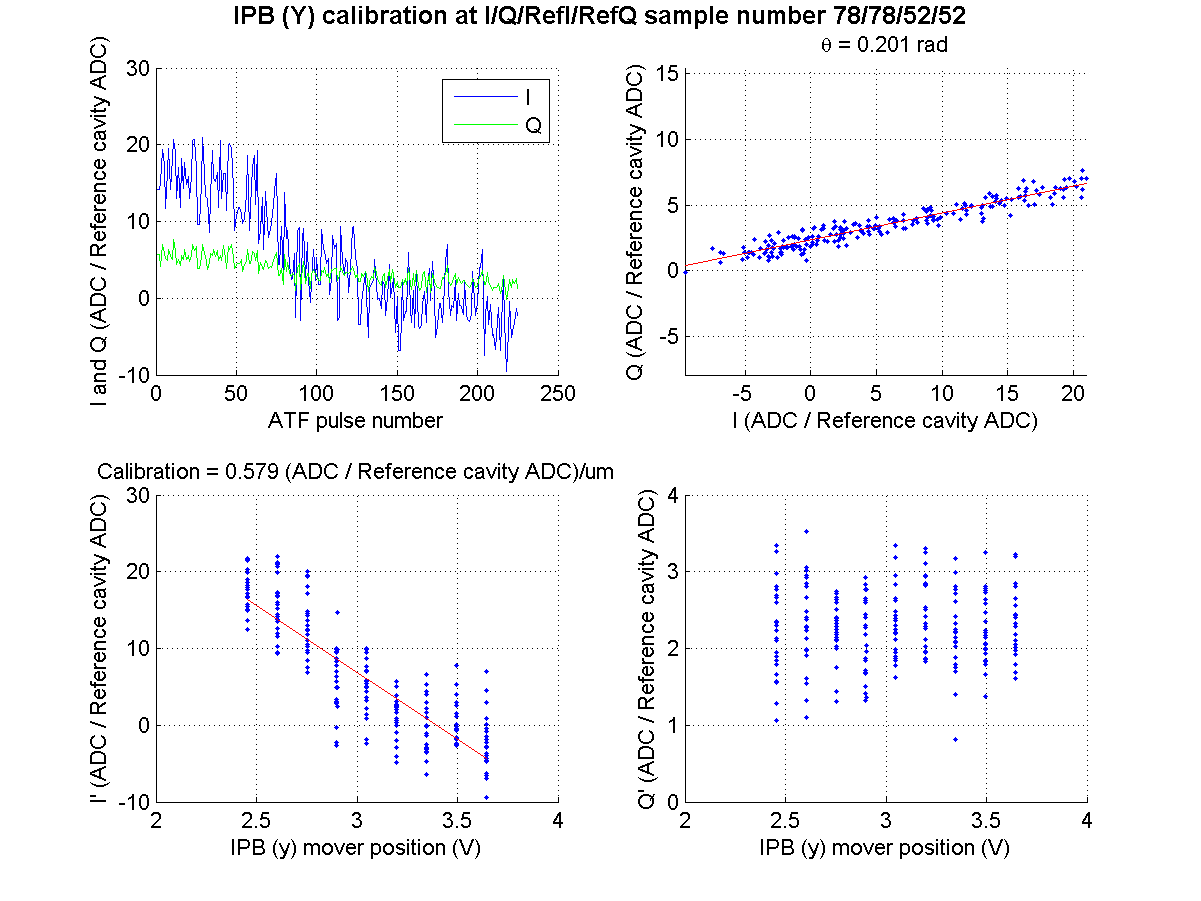 IPB (Y) calibration at I/Q/RefI/RefQ sample number 78/78/52/52
I and Q (ADC / Reference cavity ADC)
30
20
10
0
-10
I
Q
0 50 100 150 200 250
ATF pulse number
θ = 0.201 rad
Q (ADC / Reference cavity ADC)
15
10
5
0
-5
-5 0 5 10 15 20
I (ADC / Reference cavity ADC)
Calibration = 0.579 (ADC / Reference cavity ADC)/um
I' (ADC / Reference cavity ADC)
30
20
10
0
-10
2 2.5 3 3.5 4
IPB (y) mover position (V)
Q' (ADC / Reference cavity ADC)
4
3
2
1
0
2 2.5 3 3.5 4
IPB (y) mover position (V)